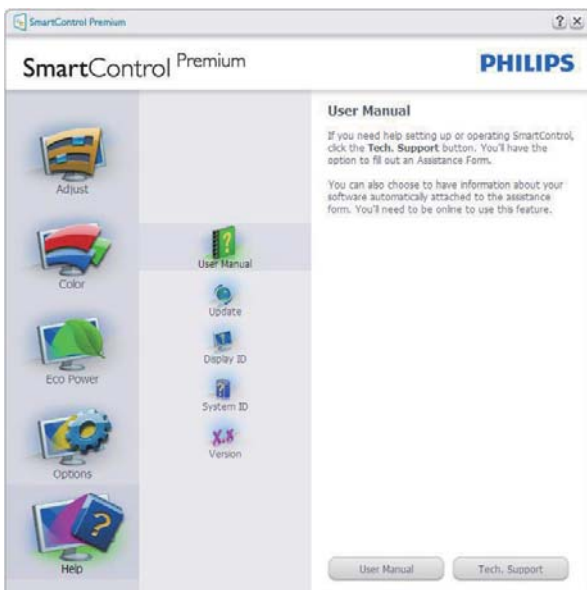 SmartControl Premium
SmartControl Premium
PHILIPS
Adjust
Color
Eco Power
Options
Help
User Manual
Update
Display ID
System ID
X.X
Version
User Manual
If you need help setting up or operating SmartControl,
click the Tech. Support button. You'll have the
option to fill out an Assistance Form.
You can also choose to have information about your
software automatically attached to the assistance
form. You'll need to be online to use this feature.
User Manual
Tech. Support